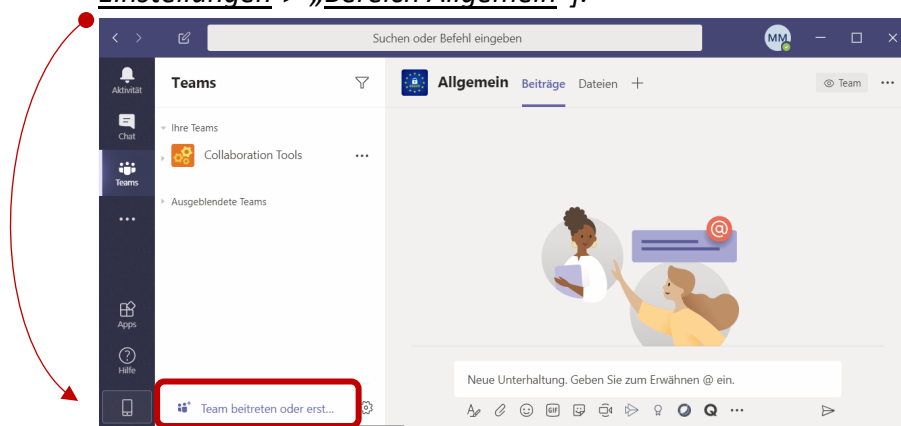 Einstellungen > „Bereich Allgemein“].
Suchen oder Befehl eingeben
MM
Aktivität
Teams
Allgemein Beiträge Dateien
Team
Ihre Teams
Chat
Collaboration Tools
Teams
Ausgeblendete Teams
@
Apps
Hilfe
Neue Unterhaltung. Geben Sie zum Erwähnen @ ein.
Team beitreten oder erst...
GIF